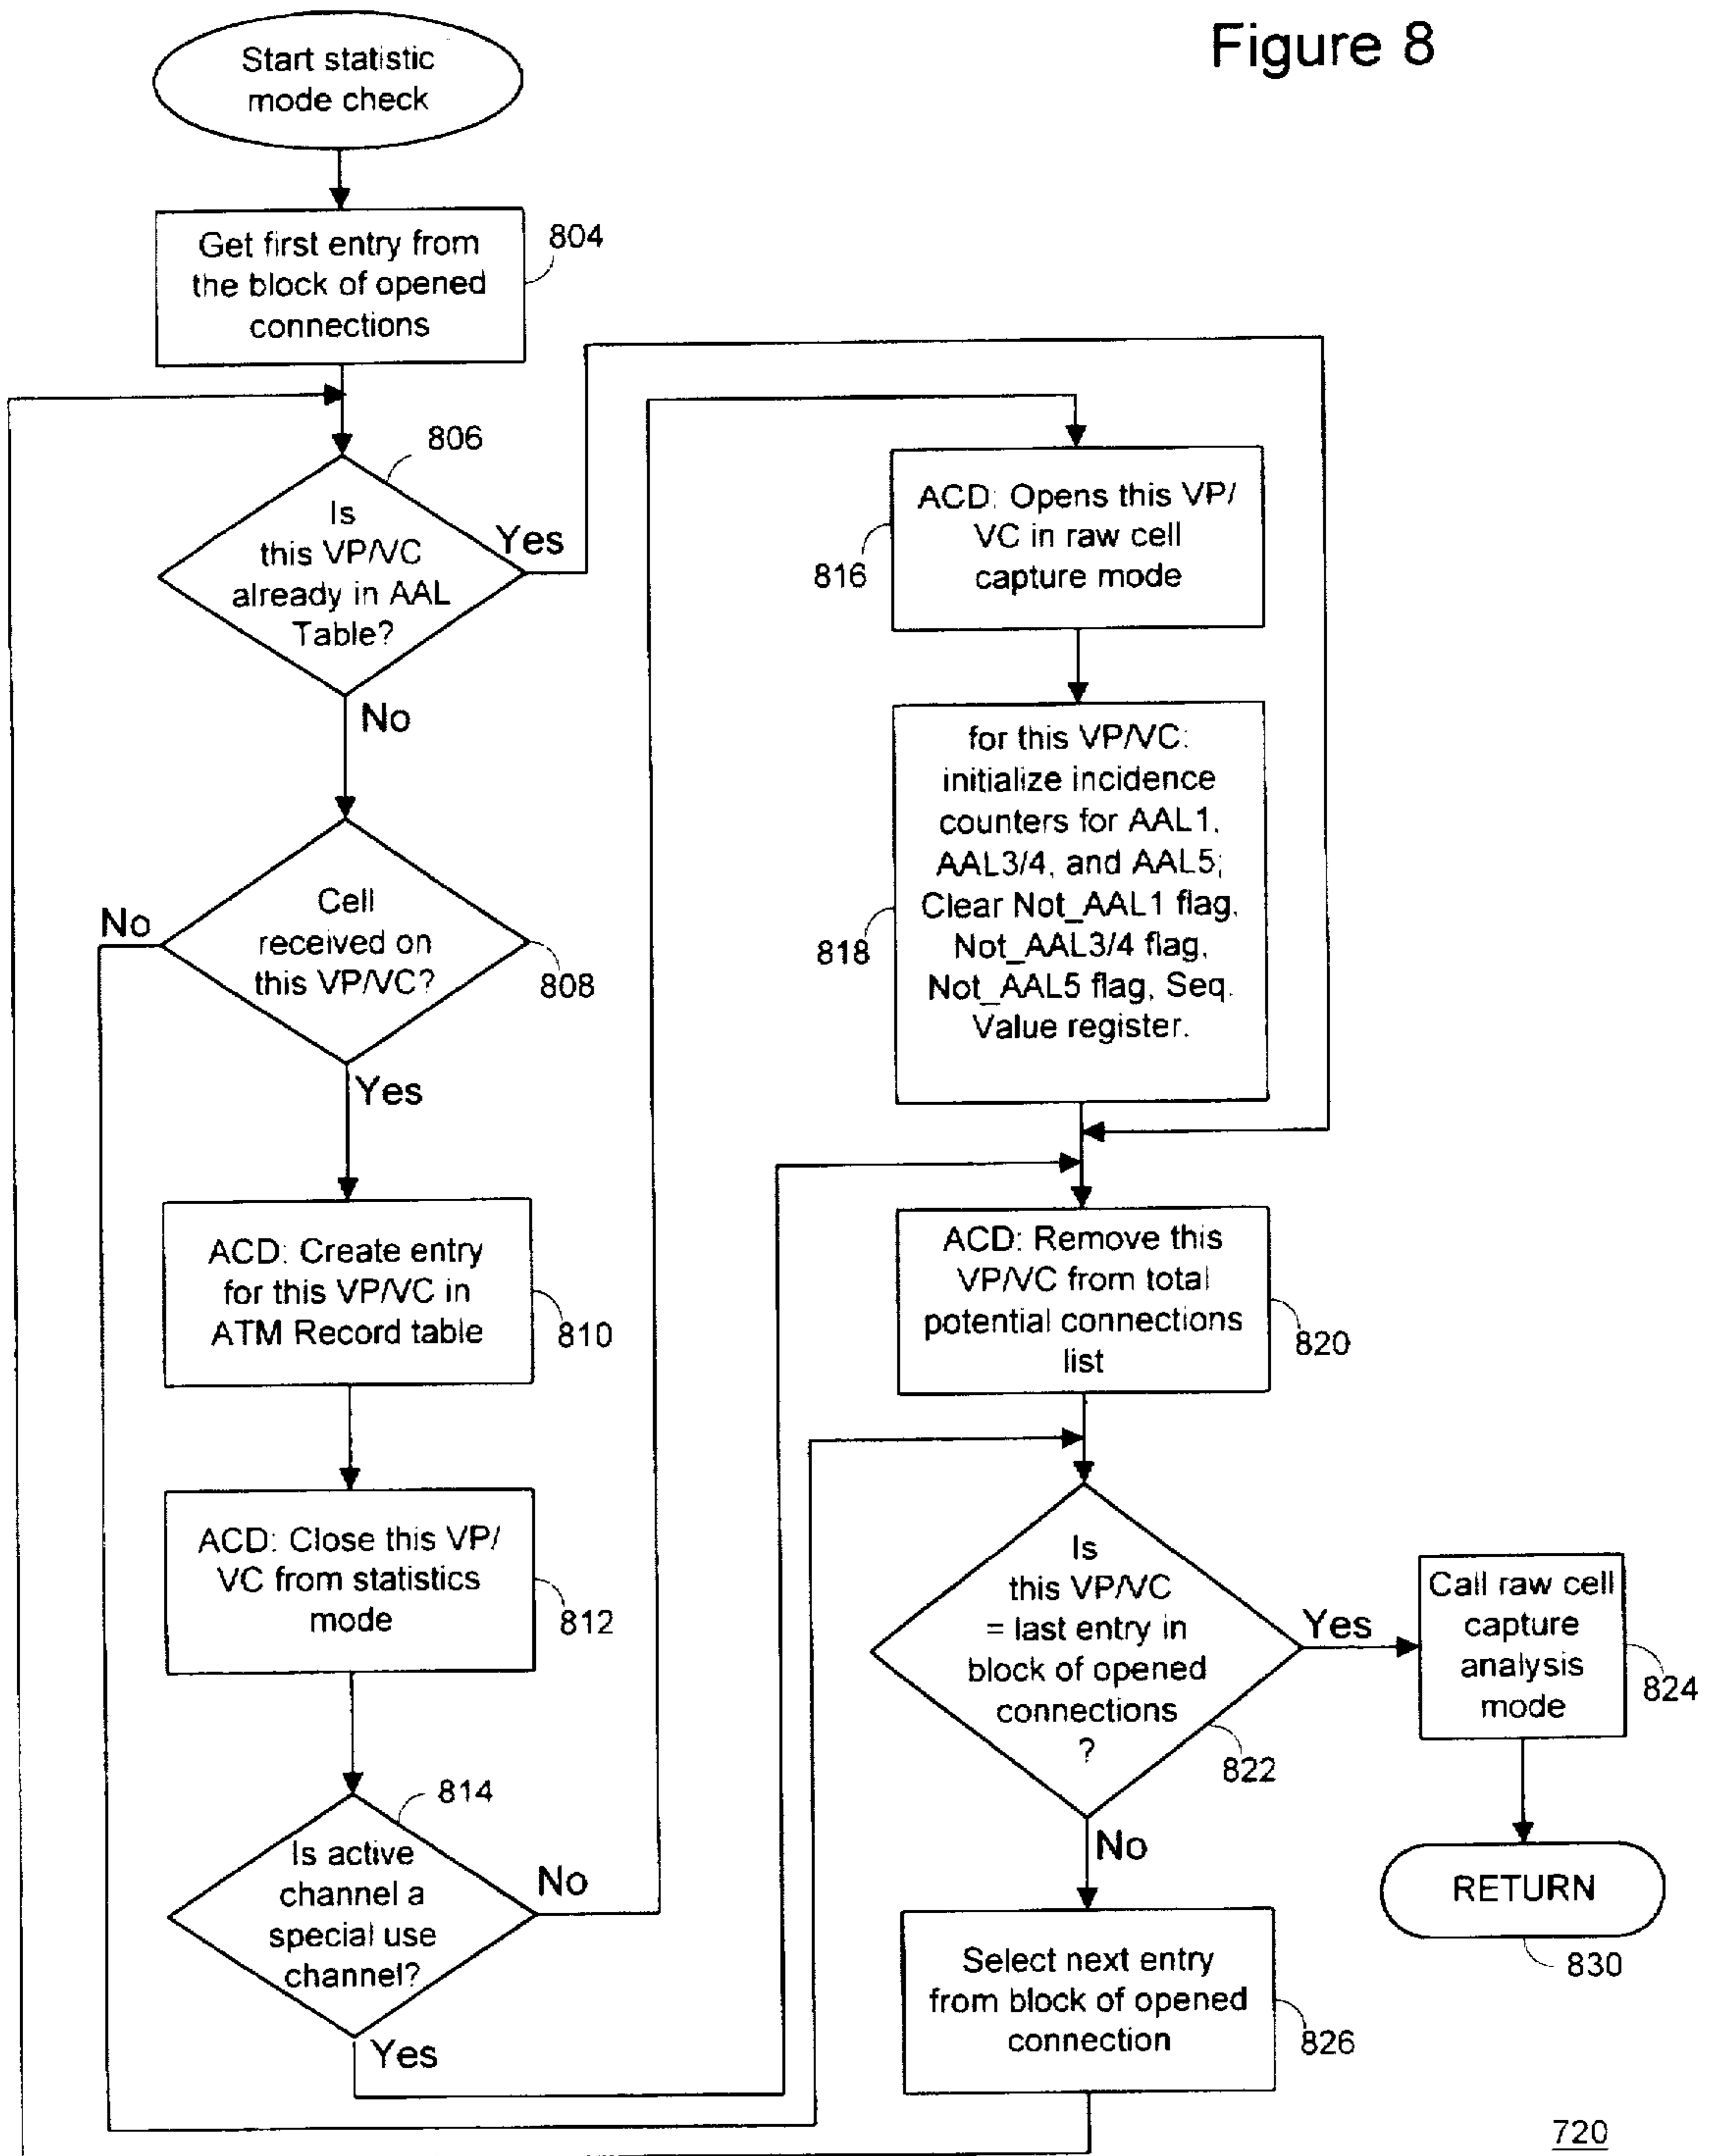 Figure 8
Start statistic
mode check
Get first entry from
the block of opened
connections
804
806
Is
this VP/VC
already in AAL
Table?
Yes
No
Cell
received on
this VP/VC?
No
808
Yes
ACD: Create entry
for this VP/VC in
ATM Record table
810
ACD: Close this VP/
VC from statistics
mode
812
814
Is active
channel a
special use
channel?
No
Yes
ACD: Opens this VP/
VC in raw cell
capture mode
816
for this VP/VC:
initialize incidence
counters for AAL1,
AAL3/4, and AAL5;
Clear Not_AAL1 flag,
Not_AAL3/4 flag,
Not_AAL5 flag, Seq.
Value register.
818
ACD: Remove this
VP/VC from total
potential connections
list
820
Is
this VP/VC
= last entry in
block of opened
connections
?
Yes
822
No
Call raw cell
capture
analysis
mode
824
RETURN
830
Select next entry
from block of opened
connection
826
720